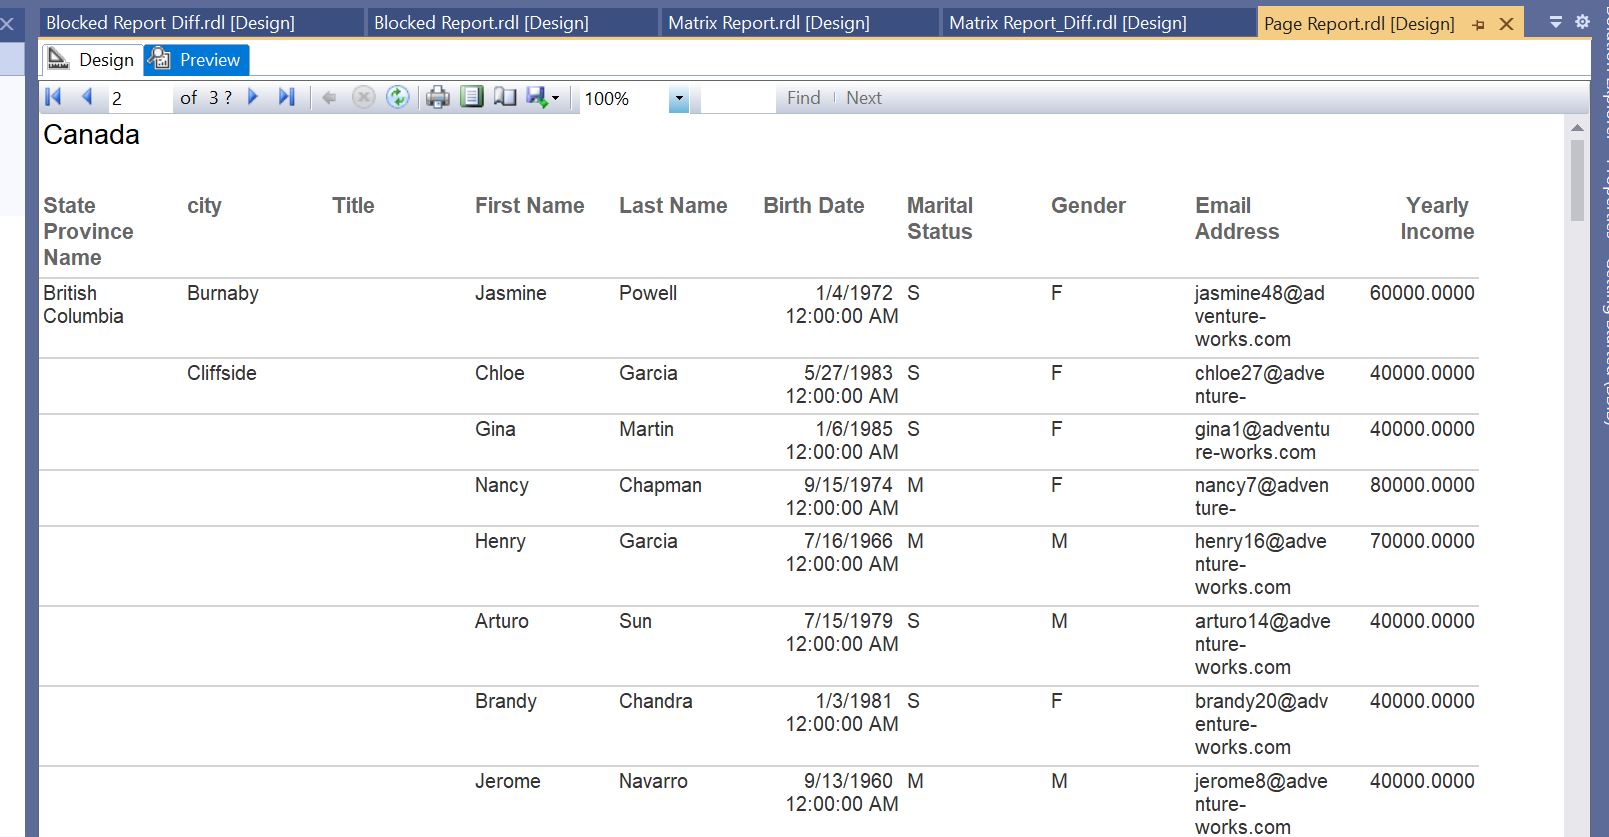 Blocked Report Diff.rdl [Design] Blocked Report.rdl [Design] Matrix Report.rdl [Design] Matrix Report_Diff.rdl [Design] Page Report.rdl [Design]
Design Preview
2 of 3 ? 100% Find Next
Canada
State Province Name city Title First Name Last Name Birth Date Marital Status Gender Email Address Yearly Income
British Columbia Burnaby Jasmine Powell 1/4/1972 12:00:00 AM S F jasmine48@adventure-works.com 60000.0000
Cliffside Chloe Garcia 5/27/1983 12:00:00 AM S F chloe27@adventure- 40000.0000
Gina Martin 1/6/1985 12:00:00 AM S F gina1@adventure-works.com 40000.0000
Nancy Chapman 9/15/1974 12:00:00 AM M F nancy7@adventure- 80000.0000
Henry Garcia 7/16/1966 12:00:00 AM M M henry16@adventure-works.com 70000.0000
Arturo Sun 7/15/1979 12:00:00 AM S M arturo14@adventure-works.com 40000.0000
Brandy Chandra 1/3/1981 12:00:00 AM S F brandy20@adventure-works.com 40000.0000
Jerome Navarro 9/13/1960 12:00:00 AM M M jerome8@adventure-works.com 40000.0000